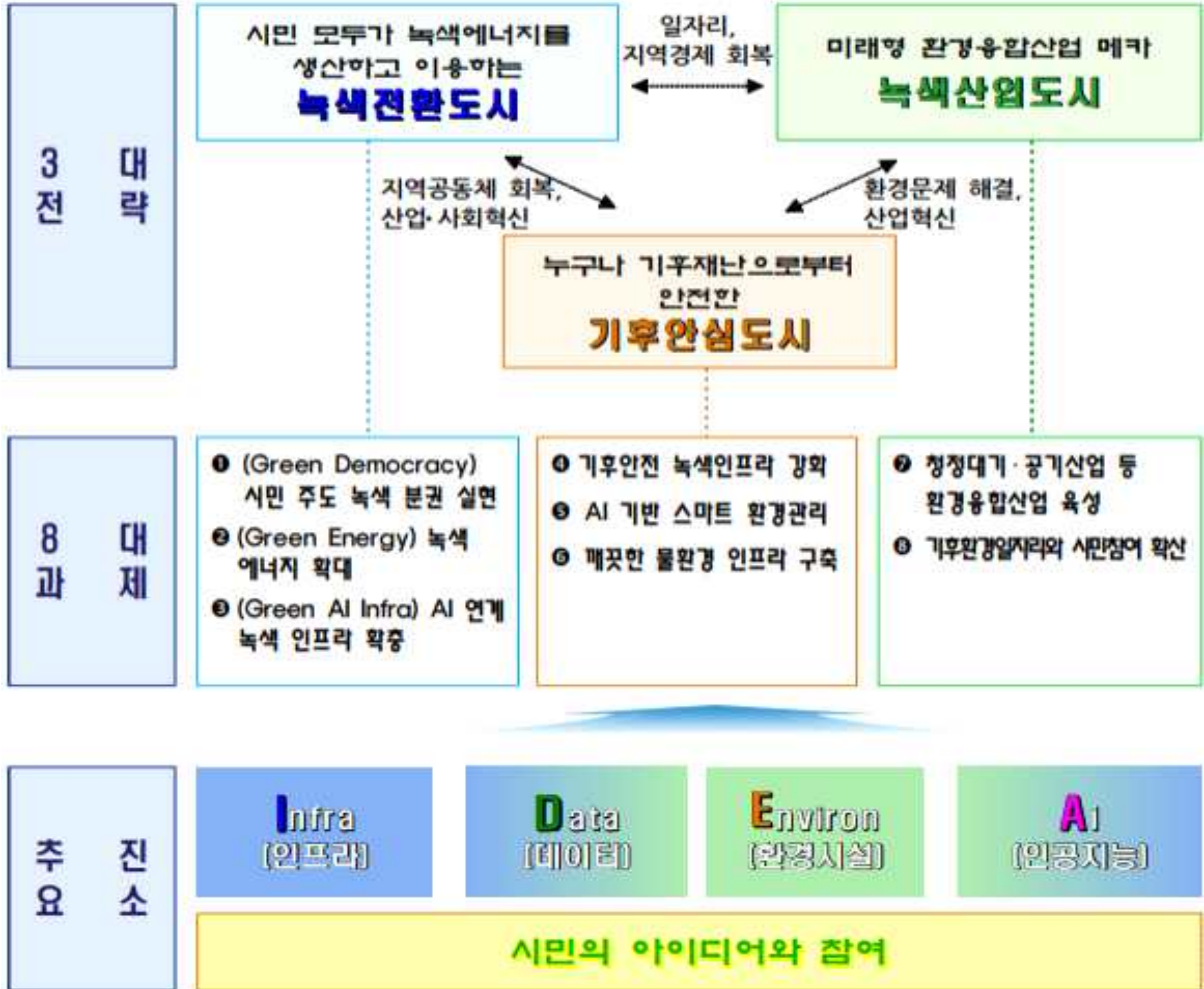 3 대
전 략
시민 모두가 녹색에너지를
생산하고 이용하는
녹색전환도시
일자리,
지역경제 회복
미래형 환경융합산업 메카
녹색산업도시
지역공동체 회복,
산업·사회혁신
환경문제 해결,
산업혁신
누구나 기후재난으로부터
안전한
기후안심도시
8 대
과 제
❶ (Green Democracy)
시민 주도 녹색 분권 실현
❷ (Green Energy) 녹색
에너지 확대
❸ (Green AI Infra) AI 연계
녹색 인프라 확충
❹ 기후안전 녹색인프라 강화
❺ AI 기반 스마트 환경관리
❻ 깨끗한 물환경 인프라 구축
❼ 청정대기·공기산업 등
환경융합산업 육성
❽ 기후환경일자리와 시민참여 확산
추 진
요 소
Infra
(인프라)
Data
(데이터)
Environ
(환경시설)
AI
(인공지능)
시민의 아이디어와 참여